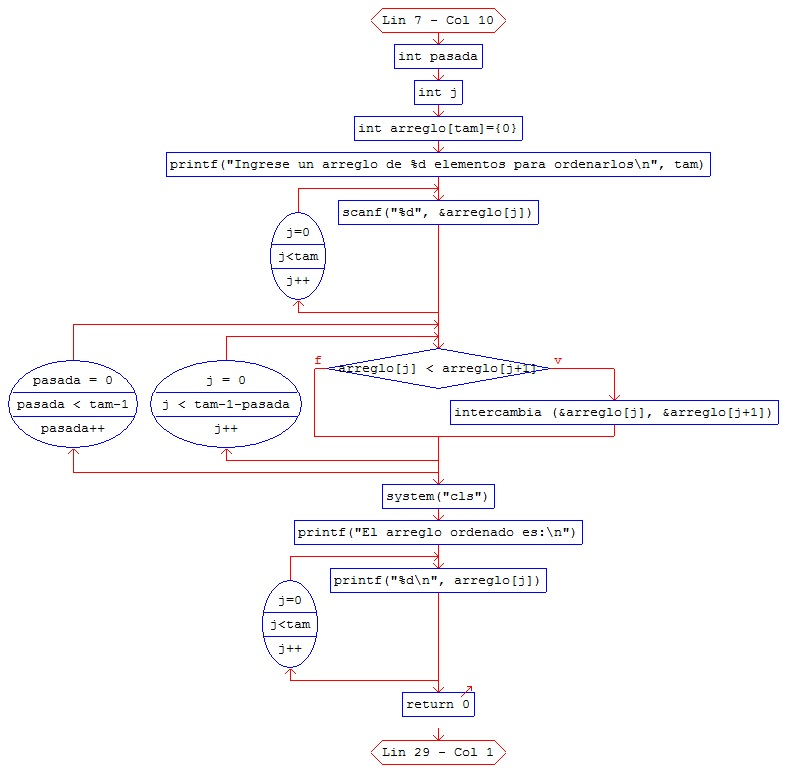 Lin 7 - Col 10
int pasada
int j
int arreglo[tam]={0}
printf("Ingrese un arreglo de %d elementos para ordenarlos\n", tam)
scanf("%d", &arreglo[j])
j=0
j<tam
j++
f
arreglo[j] < arreglo[j+1]
v
pasada = 0
pasada < tam-1
pasada++
j = 0
j < tam-1-pasada
j++
intercambia (&arreglo[j], &arreglo[j+1])
system("cls")
printf("El arreglo ordenado es:\n")
printf("%d\n", arreglo[j])
j=0
j<tam
j++
return 0
Lin 29 - Col 1